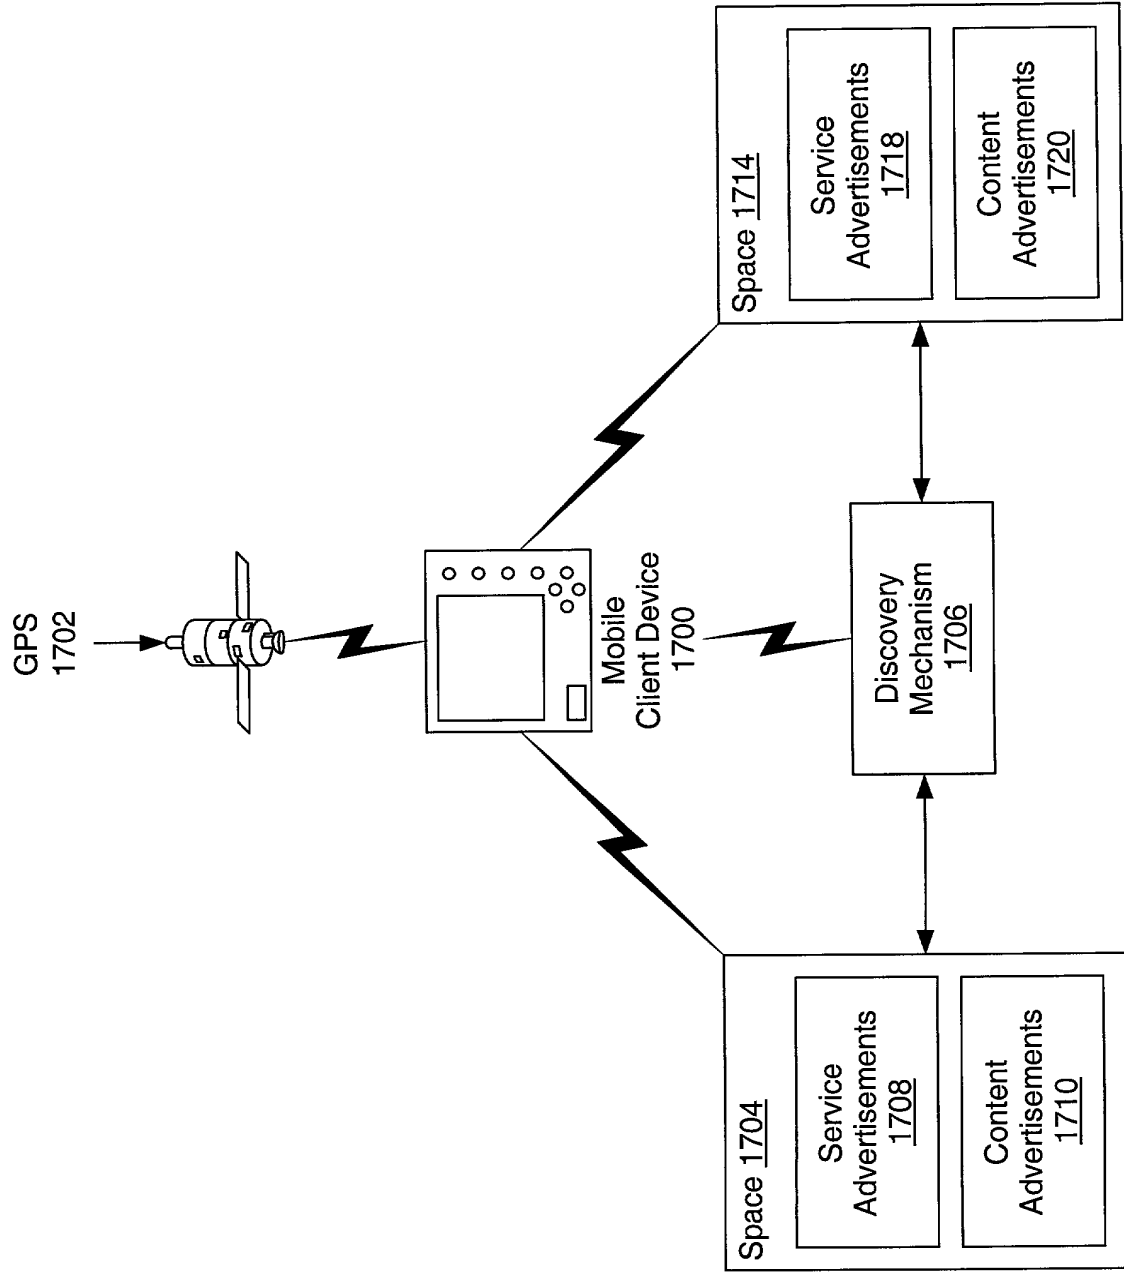 GPS
1702
Mobile
Client Device
1700
Space 1704
Service
Advertisements
1708
Content
Advertisements
1710
Discovery
Mechanism
1706
Space 1714
Service
Advertisements
1718
Content
Advertisements
1720